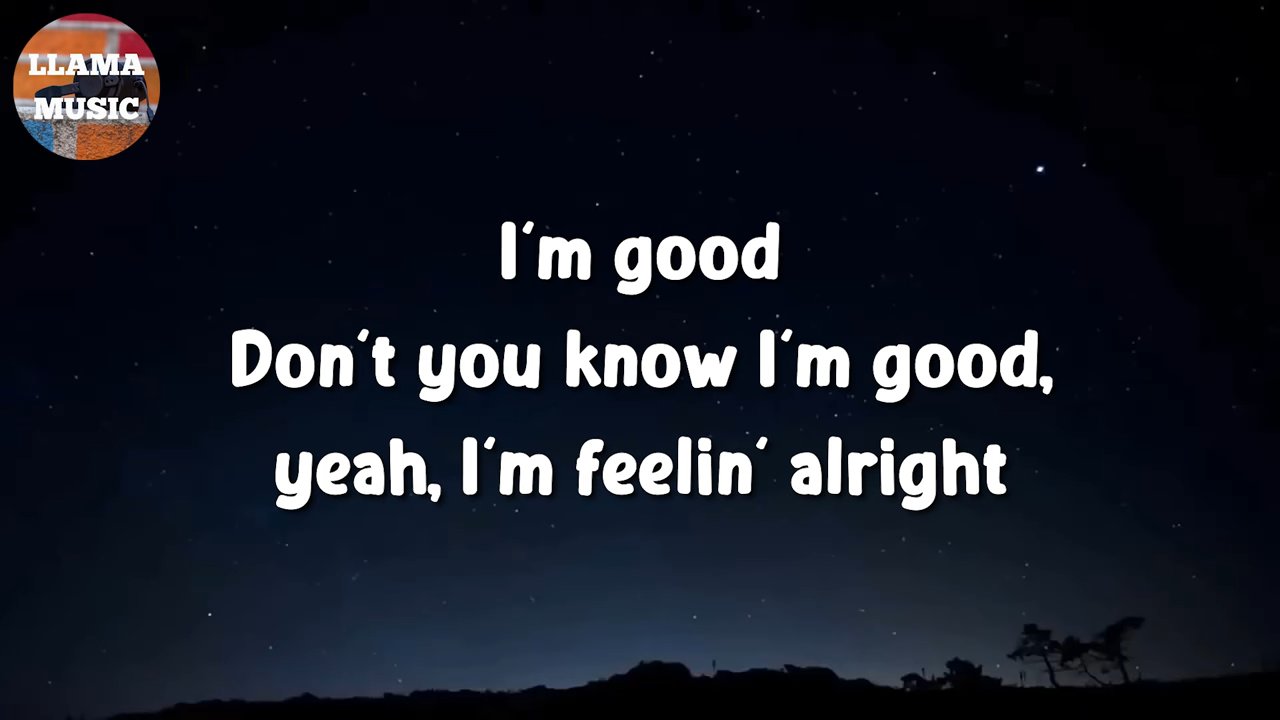 LLAMA
MUSIC
I'm good
Don't you know I'm good,
yeah, I'm feelin' alright